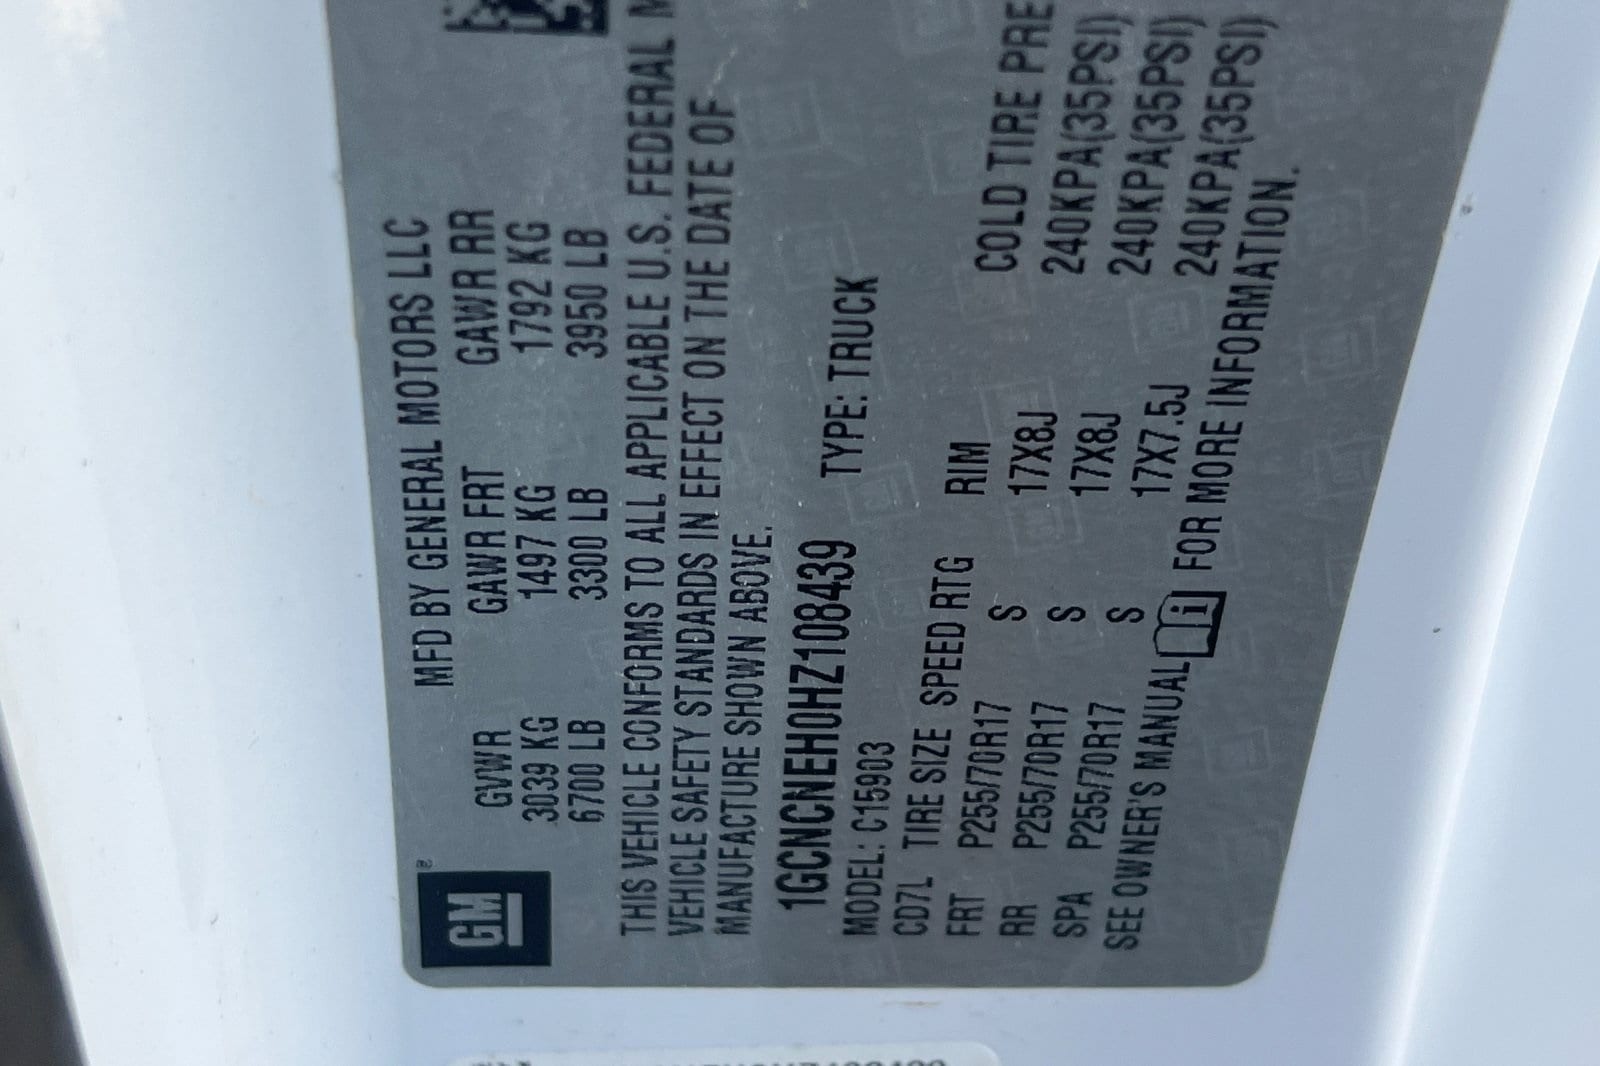 GM
MFD BY GENERAL MOTORS LLC
GVWR GAWR FRT GAWR RR
3039 KG 1497 KG 1792 KG
6700 LB 3300 LB 3950 LB
THIS VEHICLE CONFORMS TO ALL APPLICABLE U.S. FEDERAL M
VEHICLE SAFETY STANDARDS IN EFFECT ON THE DATE OF
MANUFACTURE SHOWN ABOVE.
1GCNCNEH0HZ108439 TYPE: TRUCK
MODEL: C15903
CD7L TIRE SIZE SPEED RTG RIM COLD TIRE PRE
FRT P255/70R17 S 17X8J 240KPA(35PSI)
RR P255/70R17 S 17X8J 240KPA(35PSI)
SPA P255/70R17 S 17X7.5J 240KPA(35PSI)
SEE OWNER'S MANUAL i FOR MORE INFORMATION.